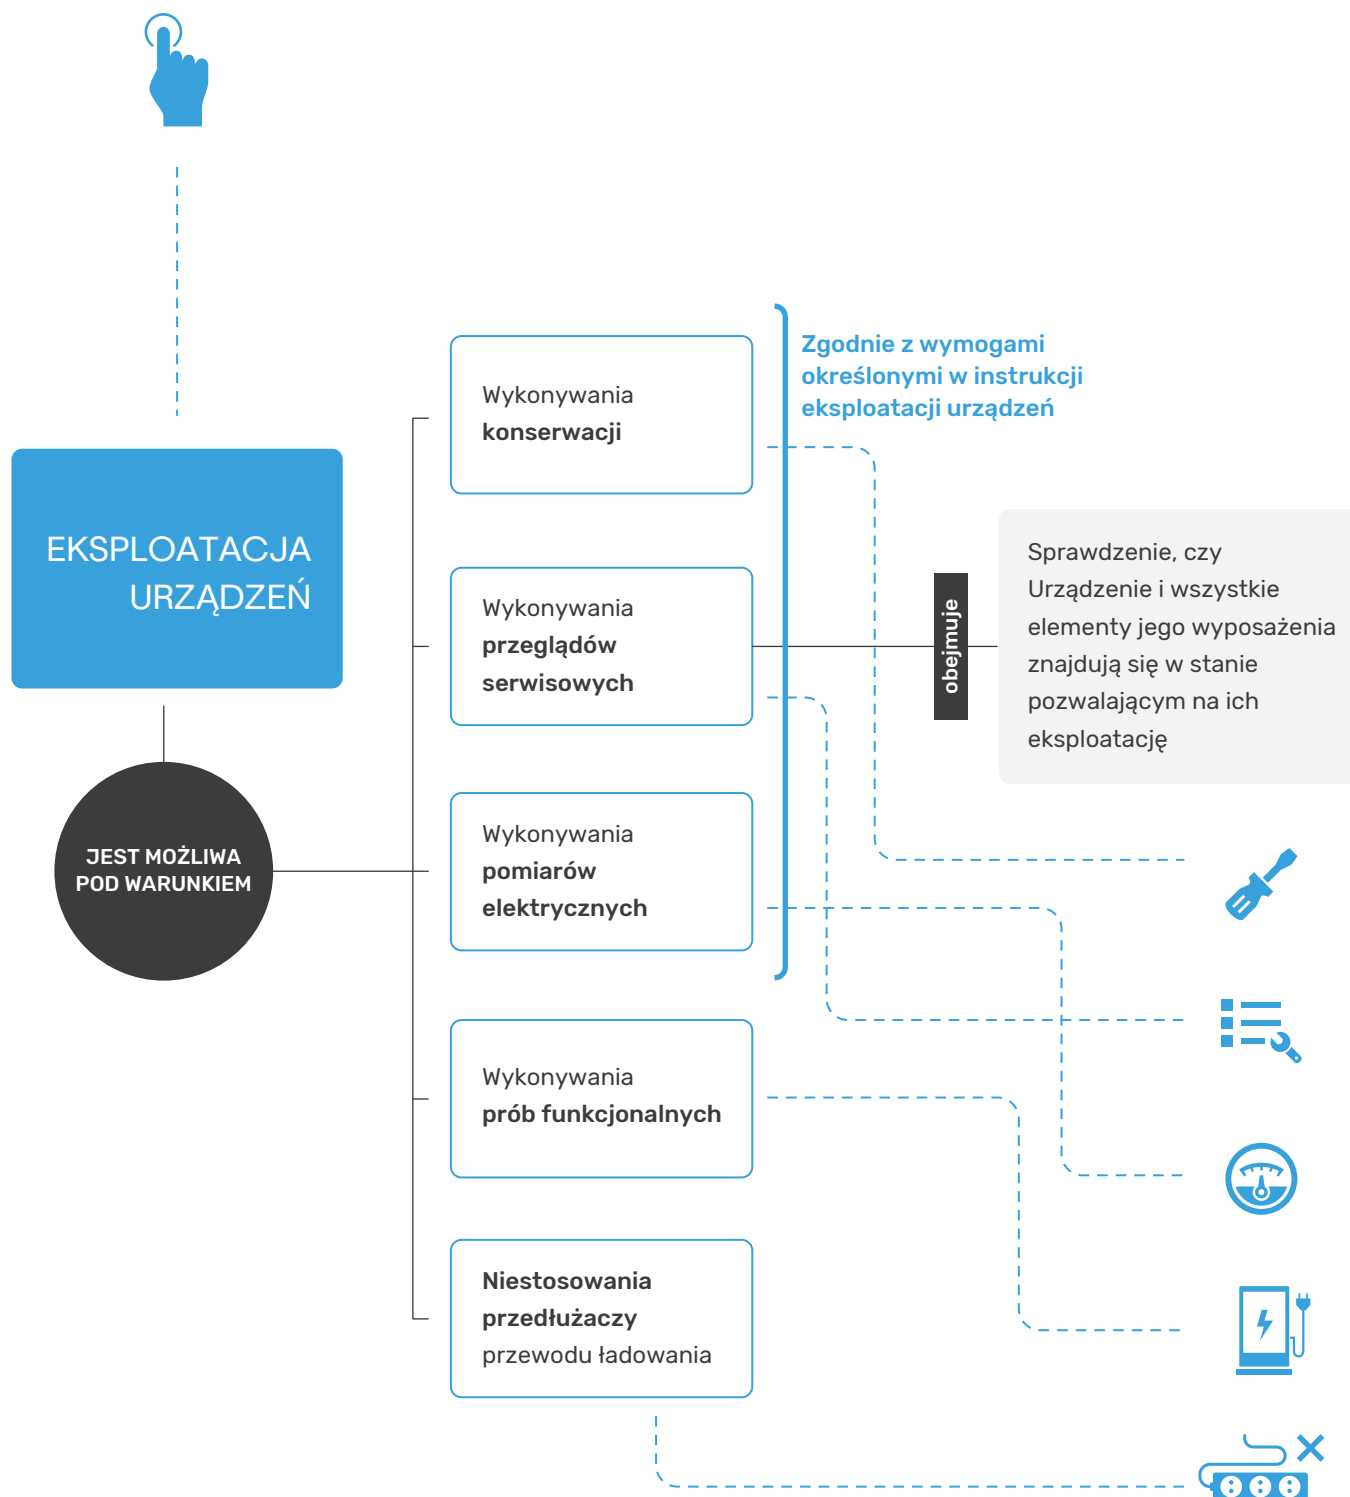 EKSPLOATACJA
URZĄDZEŃ
JEST MOŻLIWA
POD WARUNKIEM
Wykonywania
konserwacji
Zgodnie z wymogami
określonymi w instrukcji
eksploatacji urządzeń
Wykonywania
przeglądów
serwisowych
obejmuje
Sprawdzenie, czy
Urządzenie i wszystkie
elementy jego wyposażenia
znajdują się w stanie
pozwalającym na ich
eksploatację
Wykonywania
pomiarów
elektrycznych
Wykonywania
prób funkcjonalnych
Niestosowania
przedłużaczy
przewodu ładowania